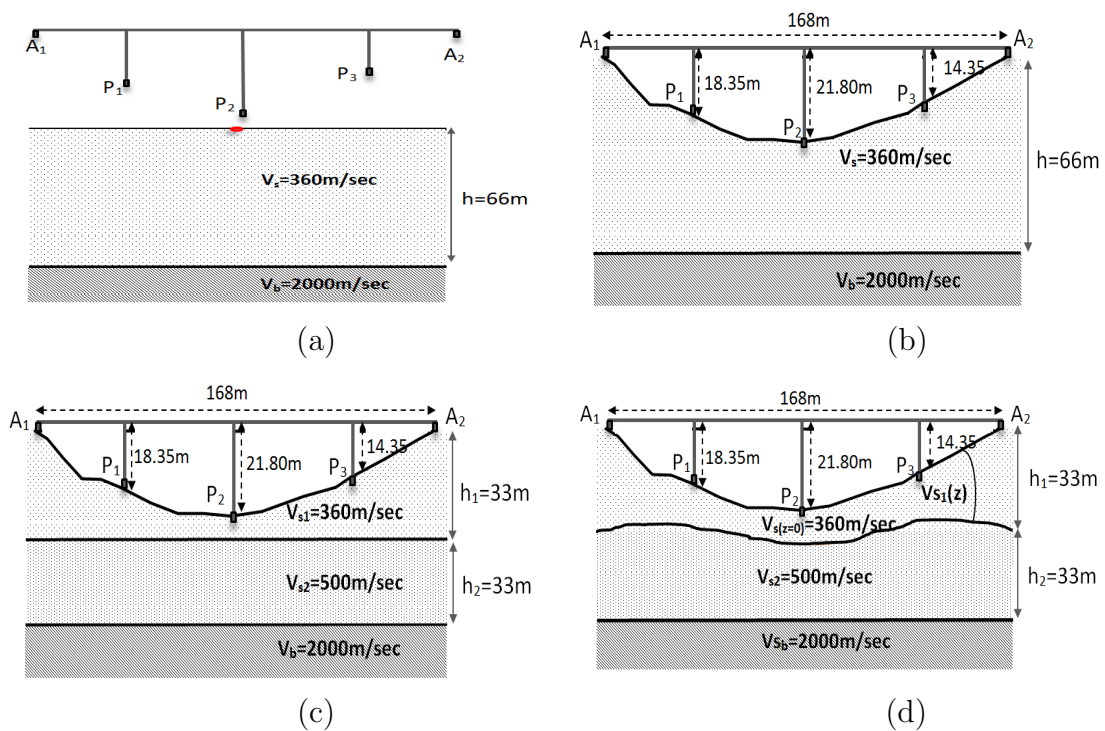 A₁
A₂
P₁
P₂
P₃
Vₛ=360m/sec
h=66m
V_b=2000m/sec
(a)
168m
A₁
A₂
18.35m
21.80m
14.35
P₁
P₂
P₃
Vₛ=360m/sec
h=66m
V_b=2000m/sec
(b)
168m
A₁
A₂
18.35m
21.80m
14.35
P₁
P₂
P₃
h₁=33m
Vₛ₁=360m/sec
Vₛ₂=500m/sec
h₂=33m
V_b=2000m/sec
(c)
168m
A₁
A₂
18.35m
21.80m
14.35
P₁
P₂
P₃
Vs₁(z)
h₁=33m
Vₛ₍z₌₀₎=360m/sec
Vₛ₂=500m/sec
h₂=33m
Vs_b=2000m/sec
(d)